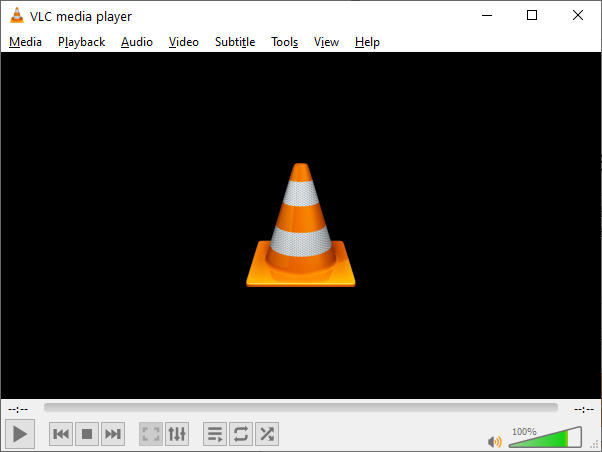 VLC media player
Media Playback Audio Video Subtitle Tools View Help
--:-- --:--
100%